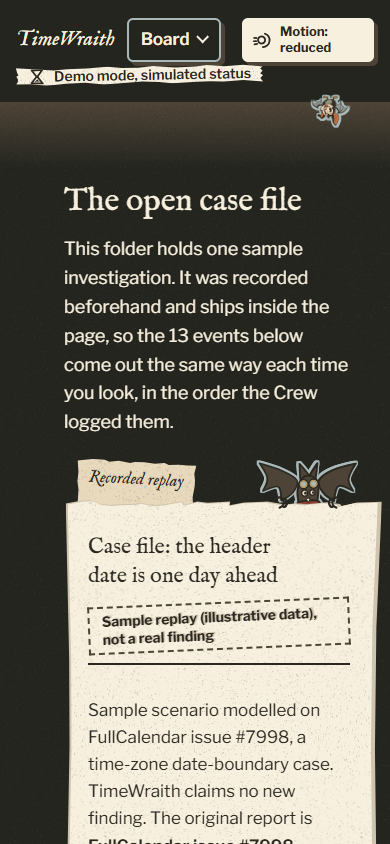 TimeWraith
Board
Motion:
reduced
Demo mode, simulated status
The open case file
This folder holds one sample
investigation. It was recorded
beforehand and ships inside the
page, so the 13 events below
come out the same way each time
you look, in the order the Crew
logged them.
Recorded replay
Case file: the header
date is one day ahead
Sample replay (illustrative data),
not a real finding
Sample scenario modelled on
FullCalendar issue #7998, a
time-zone date-boundary case.
TimeWraith claims no new
finding. The original report is
FullCalendar issue #7998